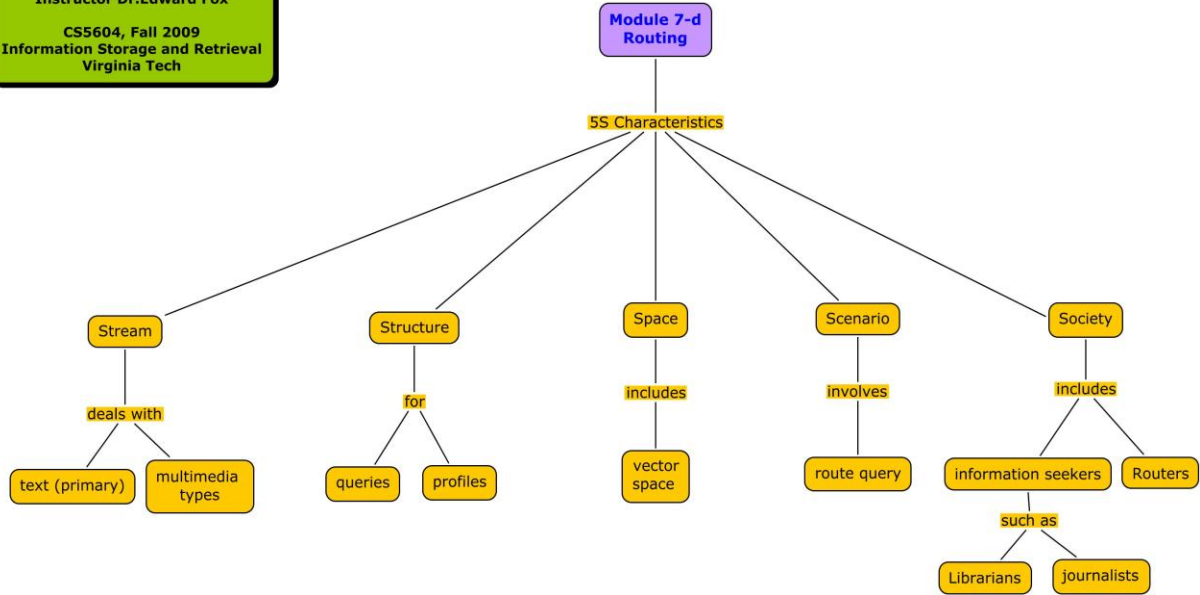 Instructor Dr.Edward Fox
CS5604, Fall 2009
Information Storage and Retrieval
Virginia Tech
Module 7-d
Routing
5S Characteristics
Stream
Structure
Space
Scenario
Society
deals with
for
includes
involves
includes
text (primary)
multimedia
types
queries
profiles
vector
space
route query
information seekers
Routers
such as
Librarians
journalists